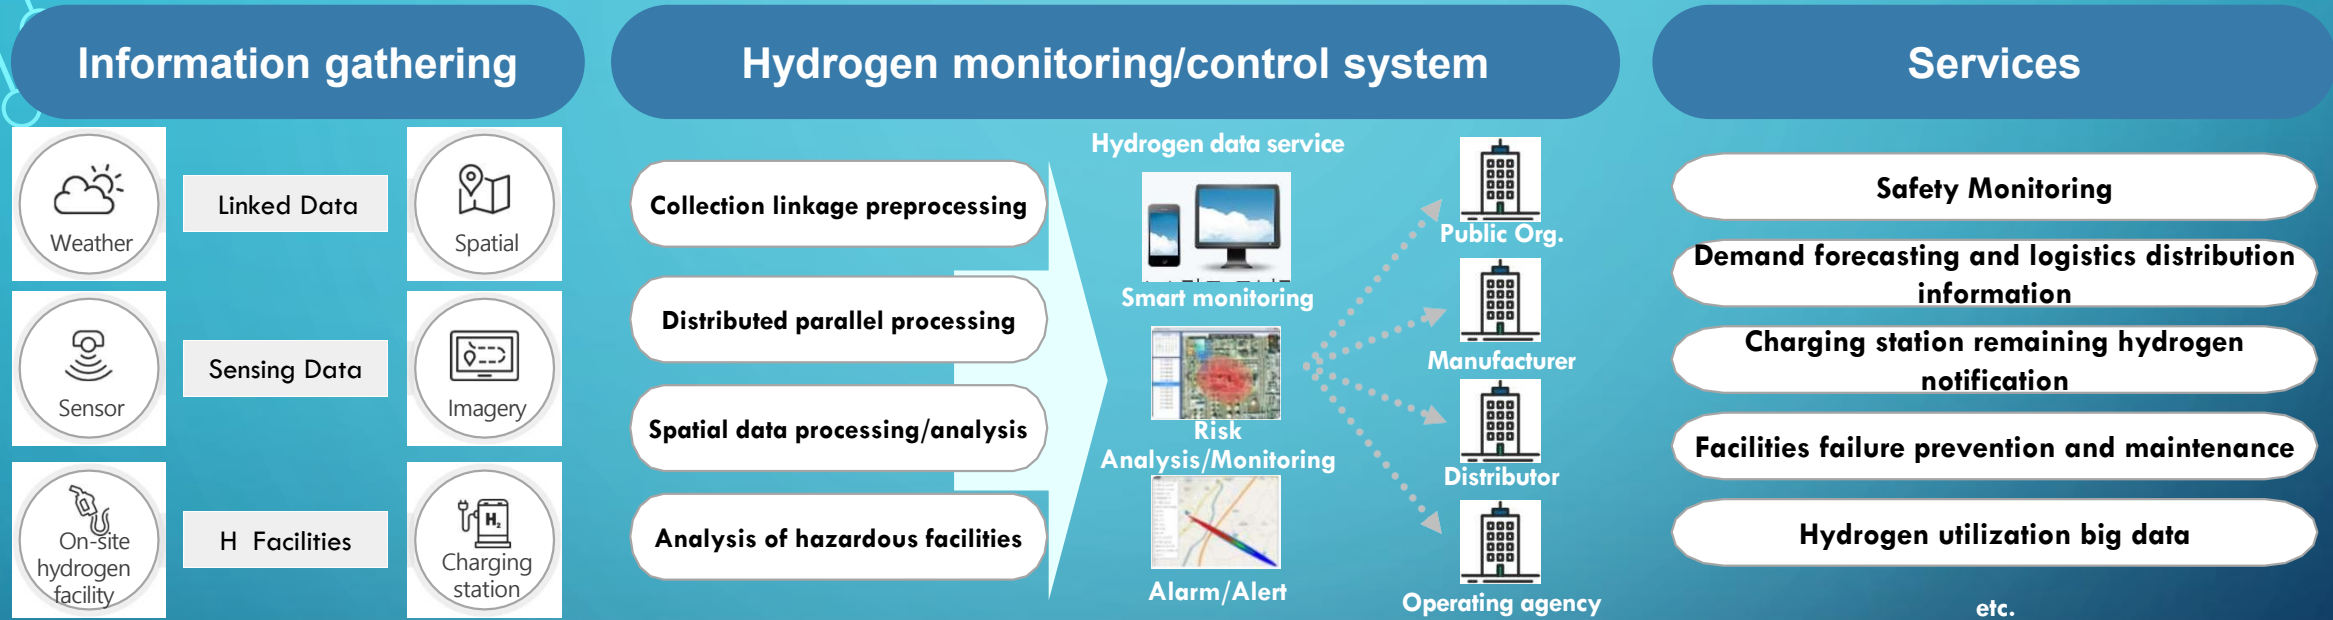 Information gathering
Hydrogen monitoring/control system
Services
Weather
Linked Data
Spatial
Sensor
Sensing Data
Imagery
On-site
hydrogen
facility
H Facilities
H₂
Charging
station
Collection linkage preprocessing
Distributed parallel processing
Spatial data processing/analysis
Analysis of hazardous facilities
Hydrogen data service
Smart monitoring
Risk
Analysis/Monitoring
Alarm/Alert
Public Org.
Manufacturer
Distributor
Operating agency
Safety Monitoring
Demand forecasting and logistics distribution
information
Charging station remaining hydrogen
notification
Facilities failure prevention and maintenance
Hydrogen utilization big data
etc.